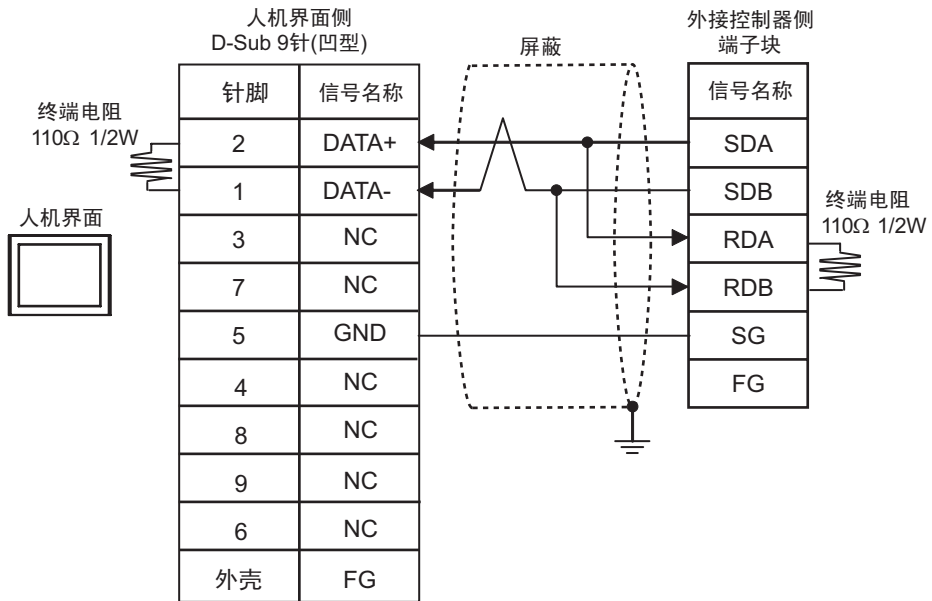 人机界面侧
D-Sub 9针(凹型)
屏蔽
外接控制器侧
端子块
终端电阻
110Ω 1/2W
人机界面
针脚 信号名称
2 DATA+
1 DATA-
3 NC
7 NC
5 GND
4 NC
8 NC
9 NC
6 NC
外壳 FG
信号名称
SDA
SDB
RDA
RDB
SG
FG
终端电阻
110Ω 1/2W